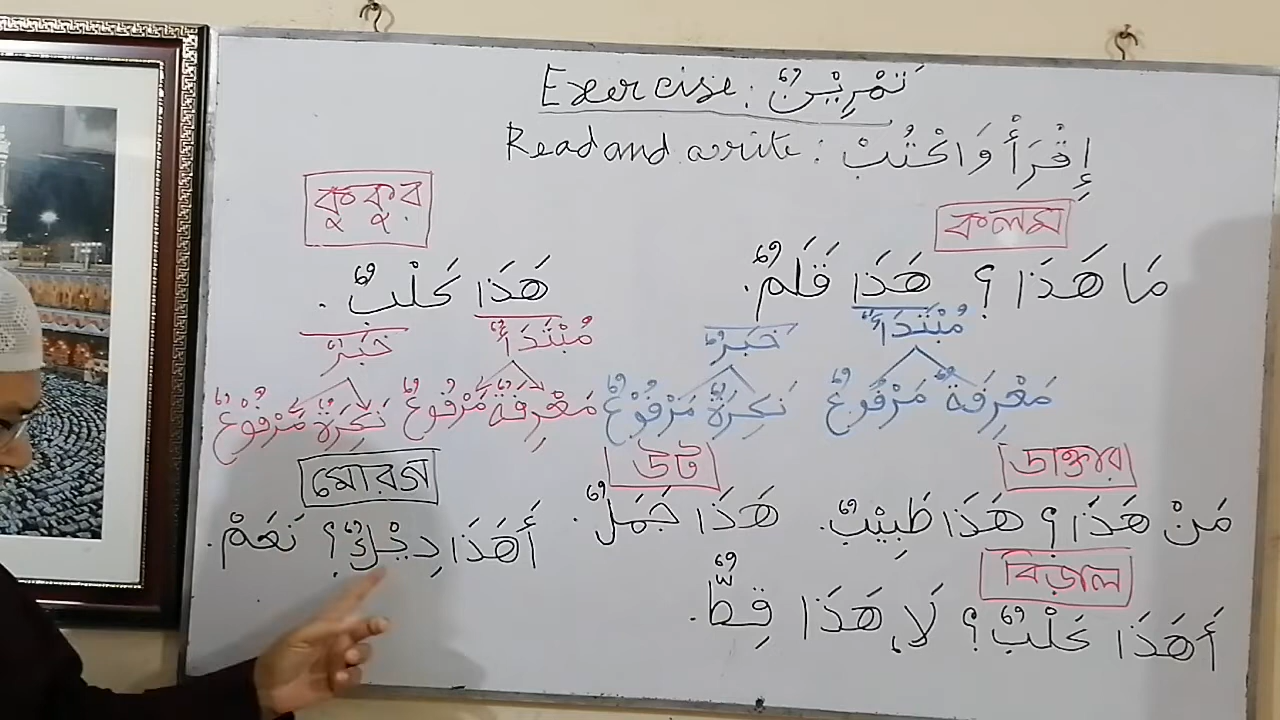 Exercise: تَمْرِيْنٌ
Read and write: إِقْرَأْ وَاكْتُبْ
কলম
مَا هَذَا؟ هَذَا قَلَمٌ.
مُبْتَدَأٌ خَبَرٌ
مَعْرِفَةٌ مَرْفُوْعٌ نَكِرَةٌ مَرْفُوْعٌ
কুকুর
هَذَا كَلْبٌ.
مُبْتَدَأٌ خَبَرٌ
مَعْرِفَةٌ مَرْفُوْعٌ نَكِرَةٌ مَرْفُوْعٌ
ডাক্তার
مَنْ هَذَا؟ هَذَا طَبِيْبٌ.
উট
هَذَا جَمَلٌ.
মোরগ
أَهَذَا دِيْكٌ؟ نَعَمْ.
বিড়াল
أَهَذَا كَلْبٌ؟ لَا، هَذَا قِطٌّ.